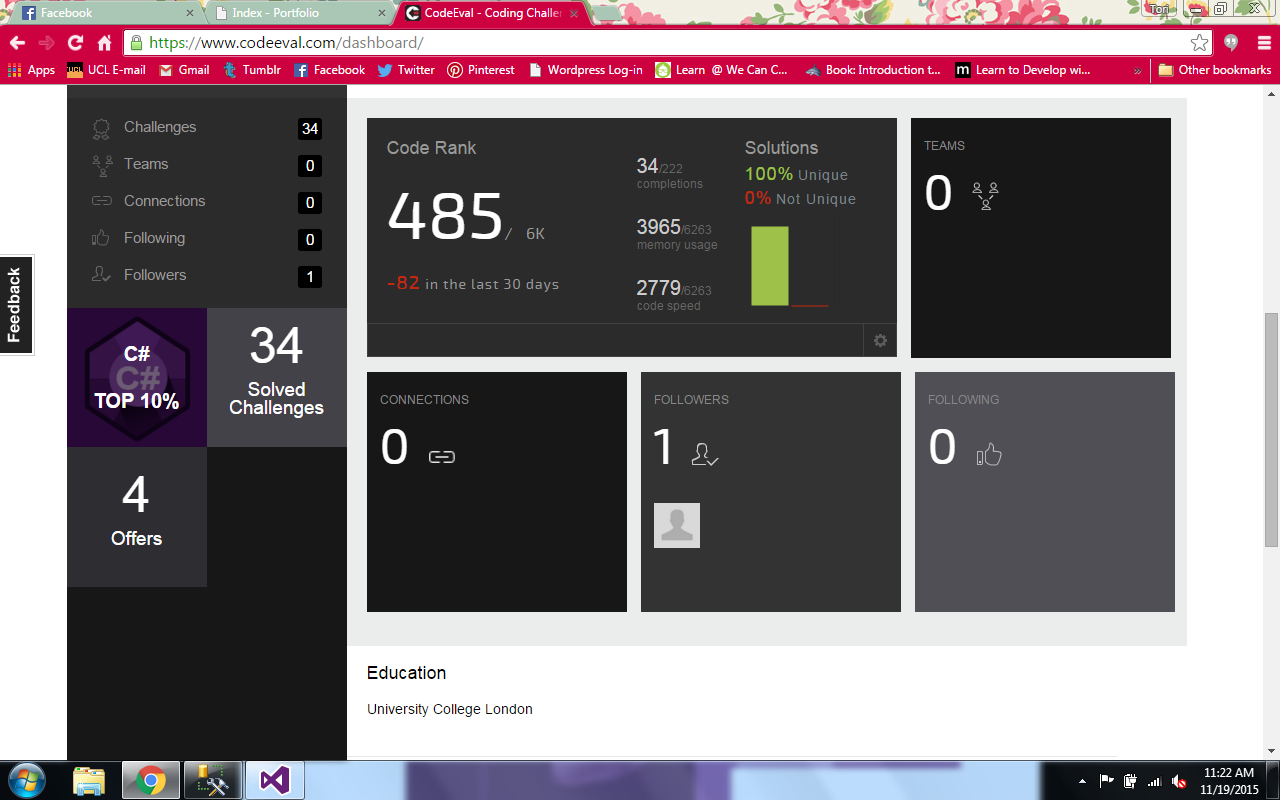 Facebook
Index - Portfolio
CodeEval - Coding Challer
Tori
https://www.codeeval.com/dashboard/
Apps
UCL E-mail
Gmail
Tumblr
Facebook
Twitter
Pinterest
Wordpress Log-in
Learn @ We Can C...
Book: Introduction t...
Learn to Develop wi...
»
Other bookmarks
Feedback
Challenges 34
Teams 0
Connections 0
Following 0
Followers 1
C#
C#
TOP 10%
34
Solved
Challenges
4
Offers
Code Rank
485/ 6K
-82 in the last 30 days
34/222
completions
3965/6263
memory usage
2779/6263
code speed
Solutions
100% Unique
0% Not Unique
TEAMS
0
CONNECTIONS
0
FOLLOWERS
1
FOLLOWING
0
Education
University College London
11:22 AM
11/19/2015